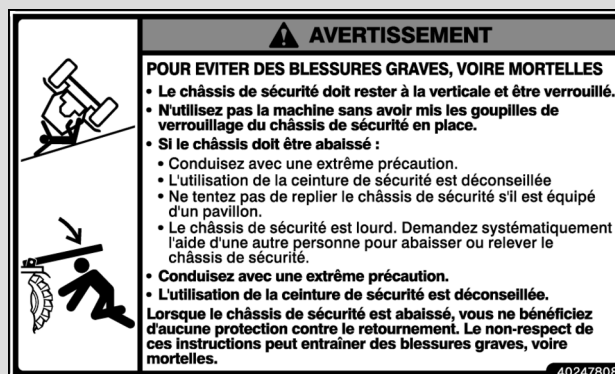 AVERTISSEMENT
POUR EVITER DES BLESSURES GRAVES, VOIRE MORTELLES
• Le châssis de sécurité doit rester à la verticale et être verrouillé.
• N'utilisez pas la machine sans avoir mis les goupilles de
verrouillage du châssis de sécurité en place.
• Si le châssis doit être abaissé :
• Conduisez avec une extrême précaution.
• L'utilisation de la ceinture de sécurité est déconseillée
• Ne tentez pas de replier le châssis de sécurité s'il est équipé
d'un pavillon.
• Le châssis de sécurité est lourd. Demandez systématiquement
l'aide d'une autre personne pour abaisser ou relever le
châssis de sécurité.
• Conduisez avec une extrême précaution.
• L'utilisation de la ceinture de sécurité est déconseillée.
Lorsque le châssis de sécurité est abaissé, vous ne bénéficiez
d'aucune protection contre le retournement. Le non-respect de
ces instructions peut entraîner des blessures graves, voire
mortelles.
40247808